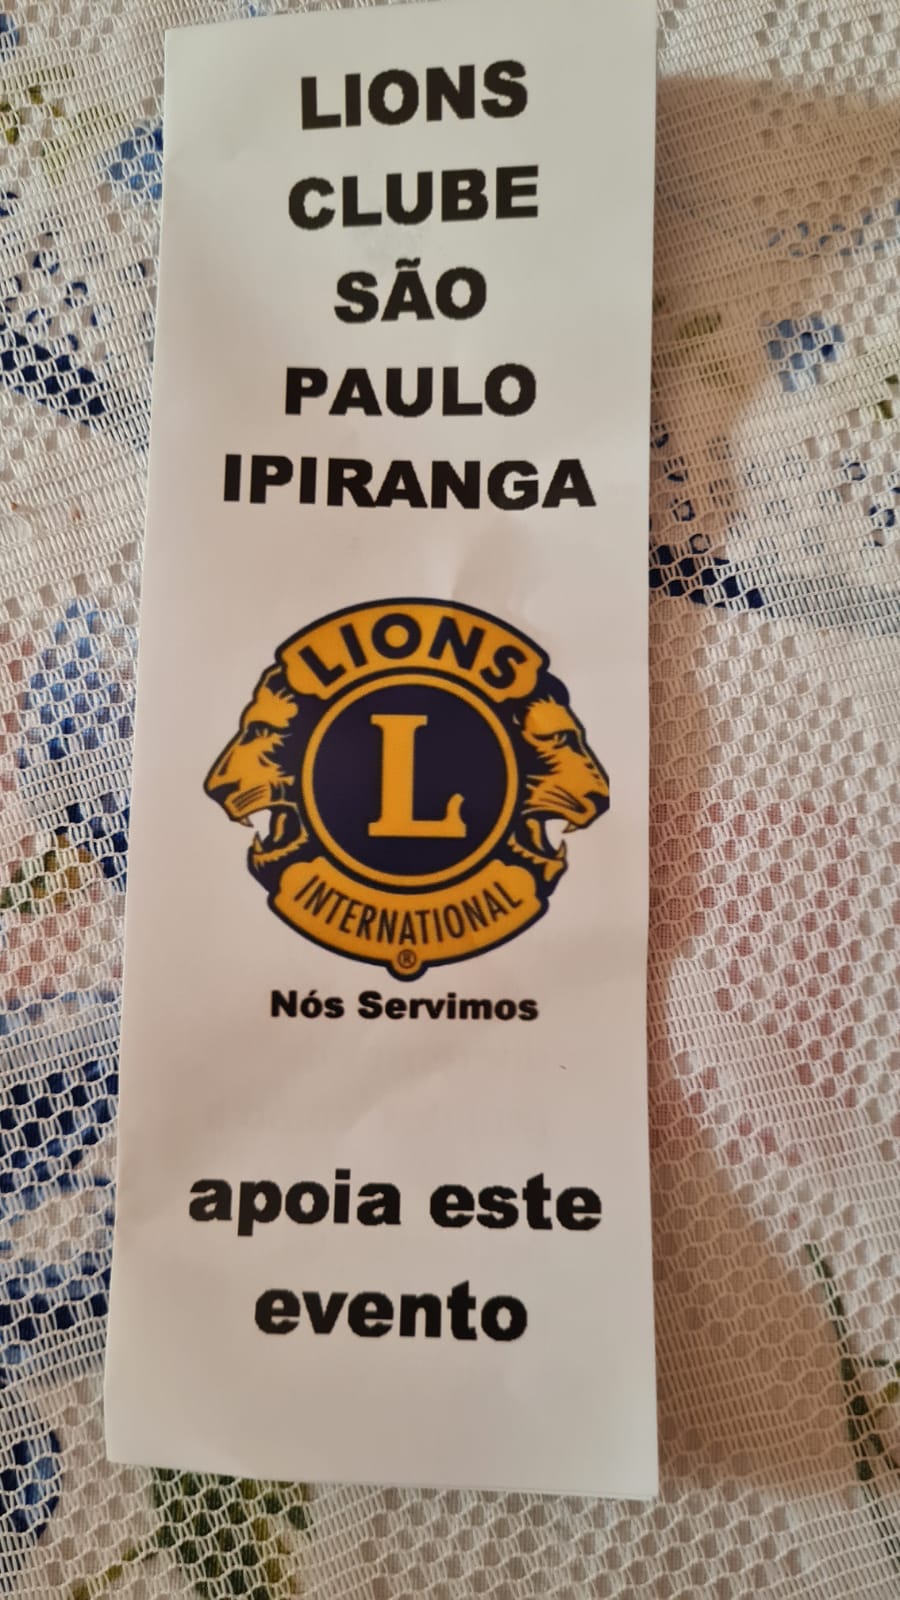 LIONS
CLUBE
SÃO
PAULO
IPIRANGA
LIONS
L
INTERNATIONAL
®
Nós Servimos
apoia este
evento